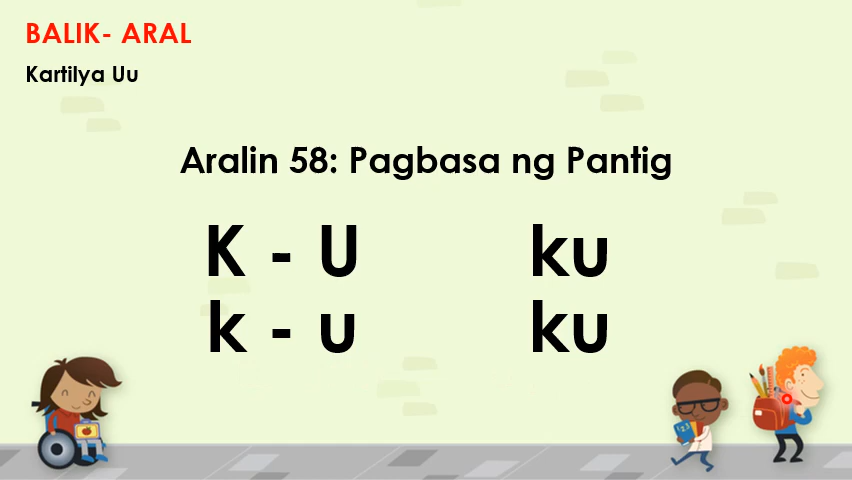 BALIK- ARAL
Kartilya Uu
Aralin 58: Pagbasa ng Pantig
K - U ku
k - u ku